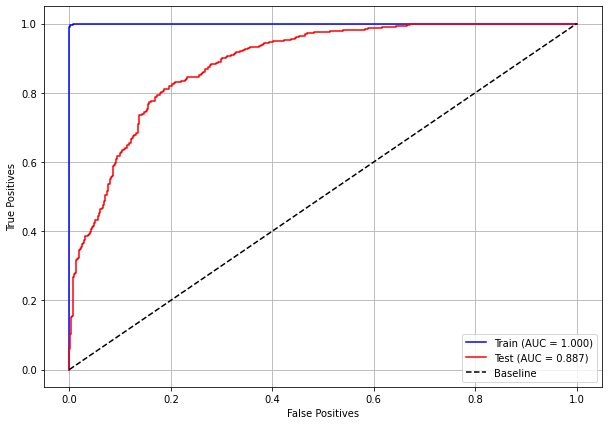 1.0
0.8
0.6
0.4
0.2
0.0
True Positives
0.0 0.2 0.4 0.6 0.8 1.0
False Positives
Train (AUC = 1.000)
Test (AUC = 0.887)
Baseline